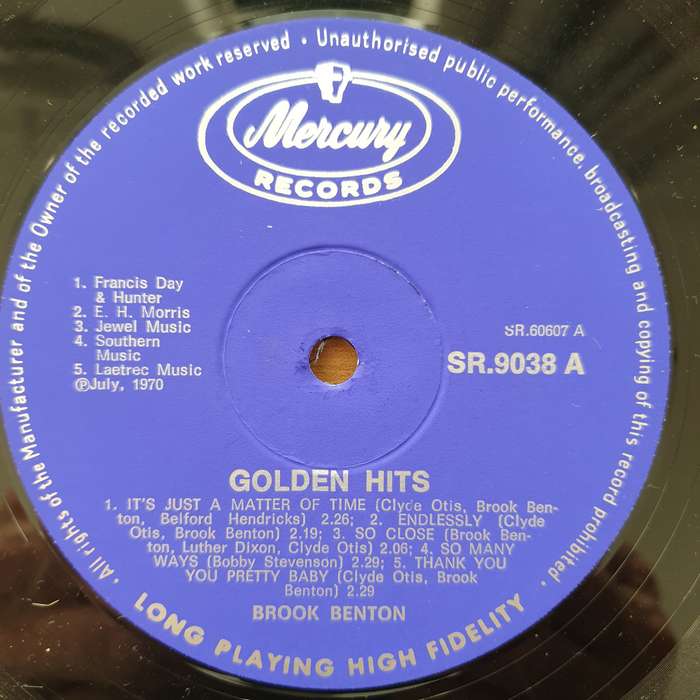 All rights of the Manufacturer and of the Owner of the recorded work reserved • Unauthorised public performance, broadcasting and copying of this record prohibited •
Mercury
RECORDS
1. Francis Day
& Hunter
2. E. H. Morris
3. Jewel Music
4. Southern
Music
5. Laetrec Music
℗July, 1970
SR.60607 A
SR.9038 A
GOLDEN HITS
1. IT'S JUST A MATTER OF TIME (Clyde Otis, Brook Ben-
ton, Belford Hendricks) 2.26; 2. ENDLESSLY (Clyde
Otis, Brook Benton) 2.19; 3. SO CLOSE (Brook Ben-
ton, Luther Dixon, Clyde Otis) 2.06; 4. SO MANY
WAYS (Bobby Stevenson) 2.29; 5. THANK YOU
YOU PRETTY BABY (Clyde Otis, Brook
Benton) 2.29
BROOK BENTON
LONG PLAYING HIGH FIDELITY